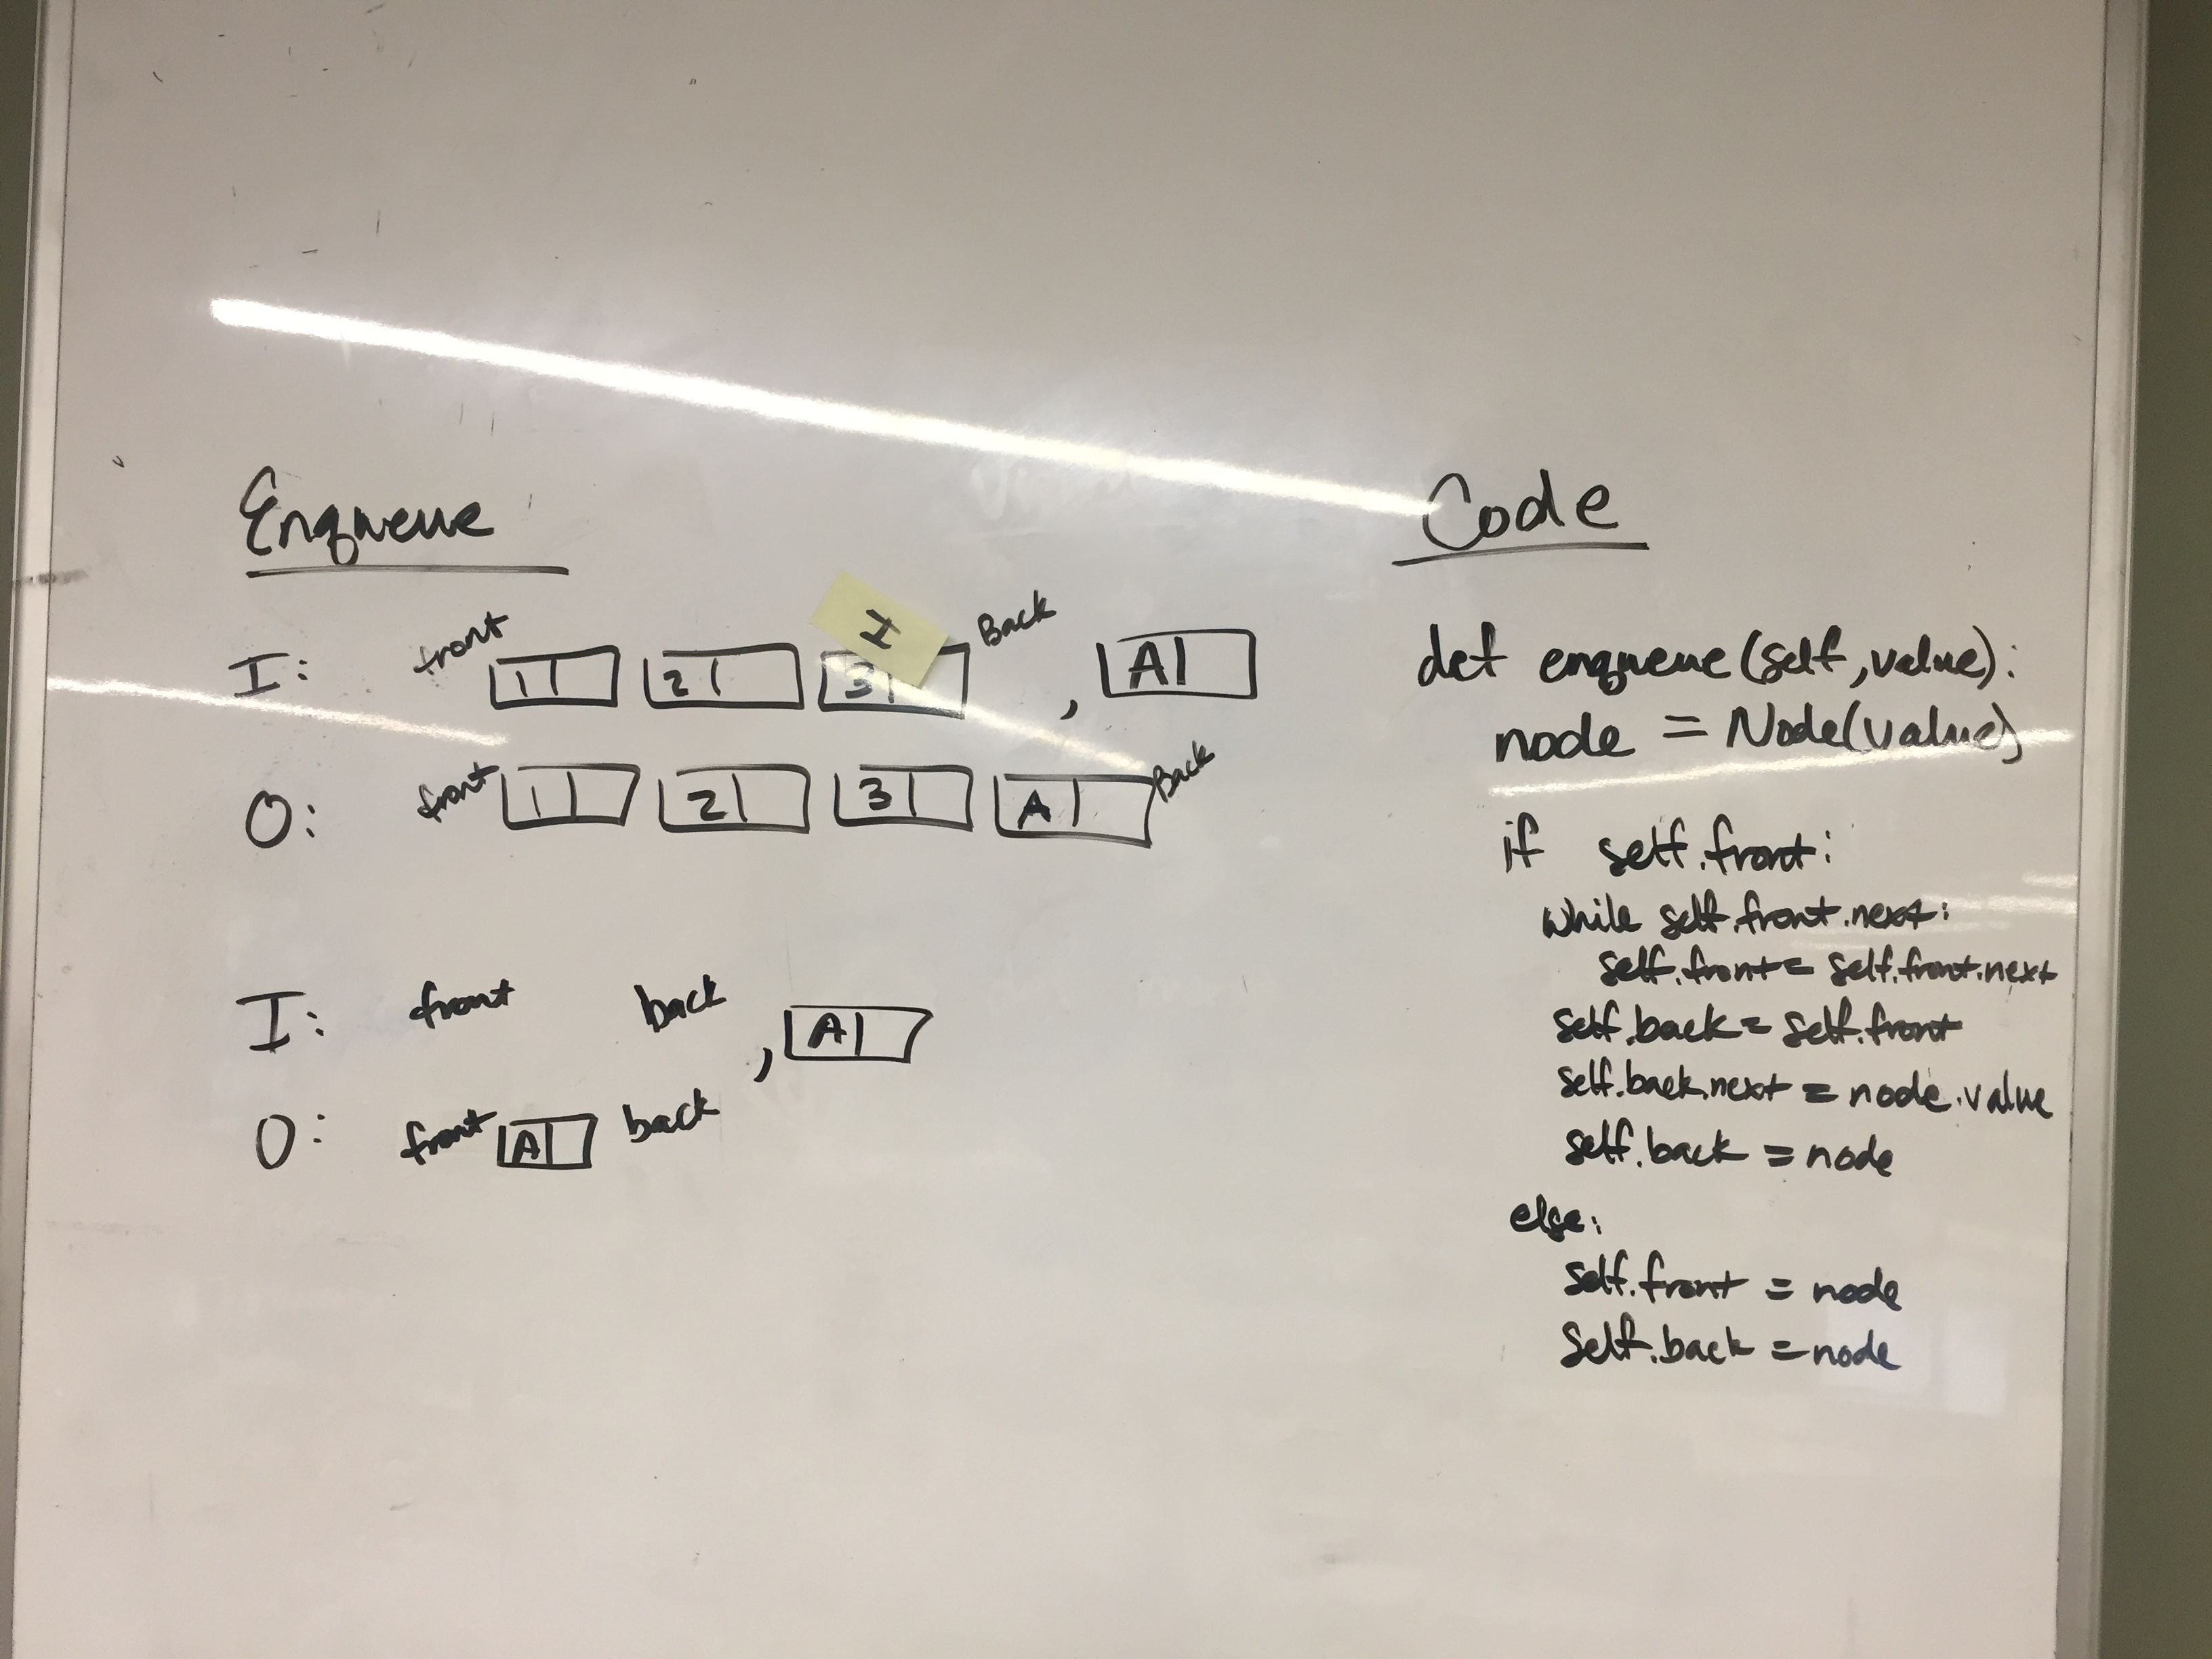 Enqueue
I: front 1 2 3 Back , A
I
O: front 1 2 3 A Back
I: front back , A
O: front A back
Code
def enqueue(self,value):
node = Node(value)
if self.front:
while self.front.next:
self.front = self.front.next
self.back = self.front
self.back.next = node.value
self.back = node
else:
self.front = node
self.back = node